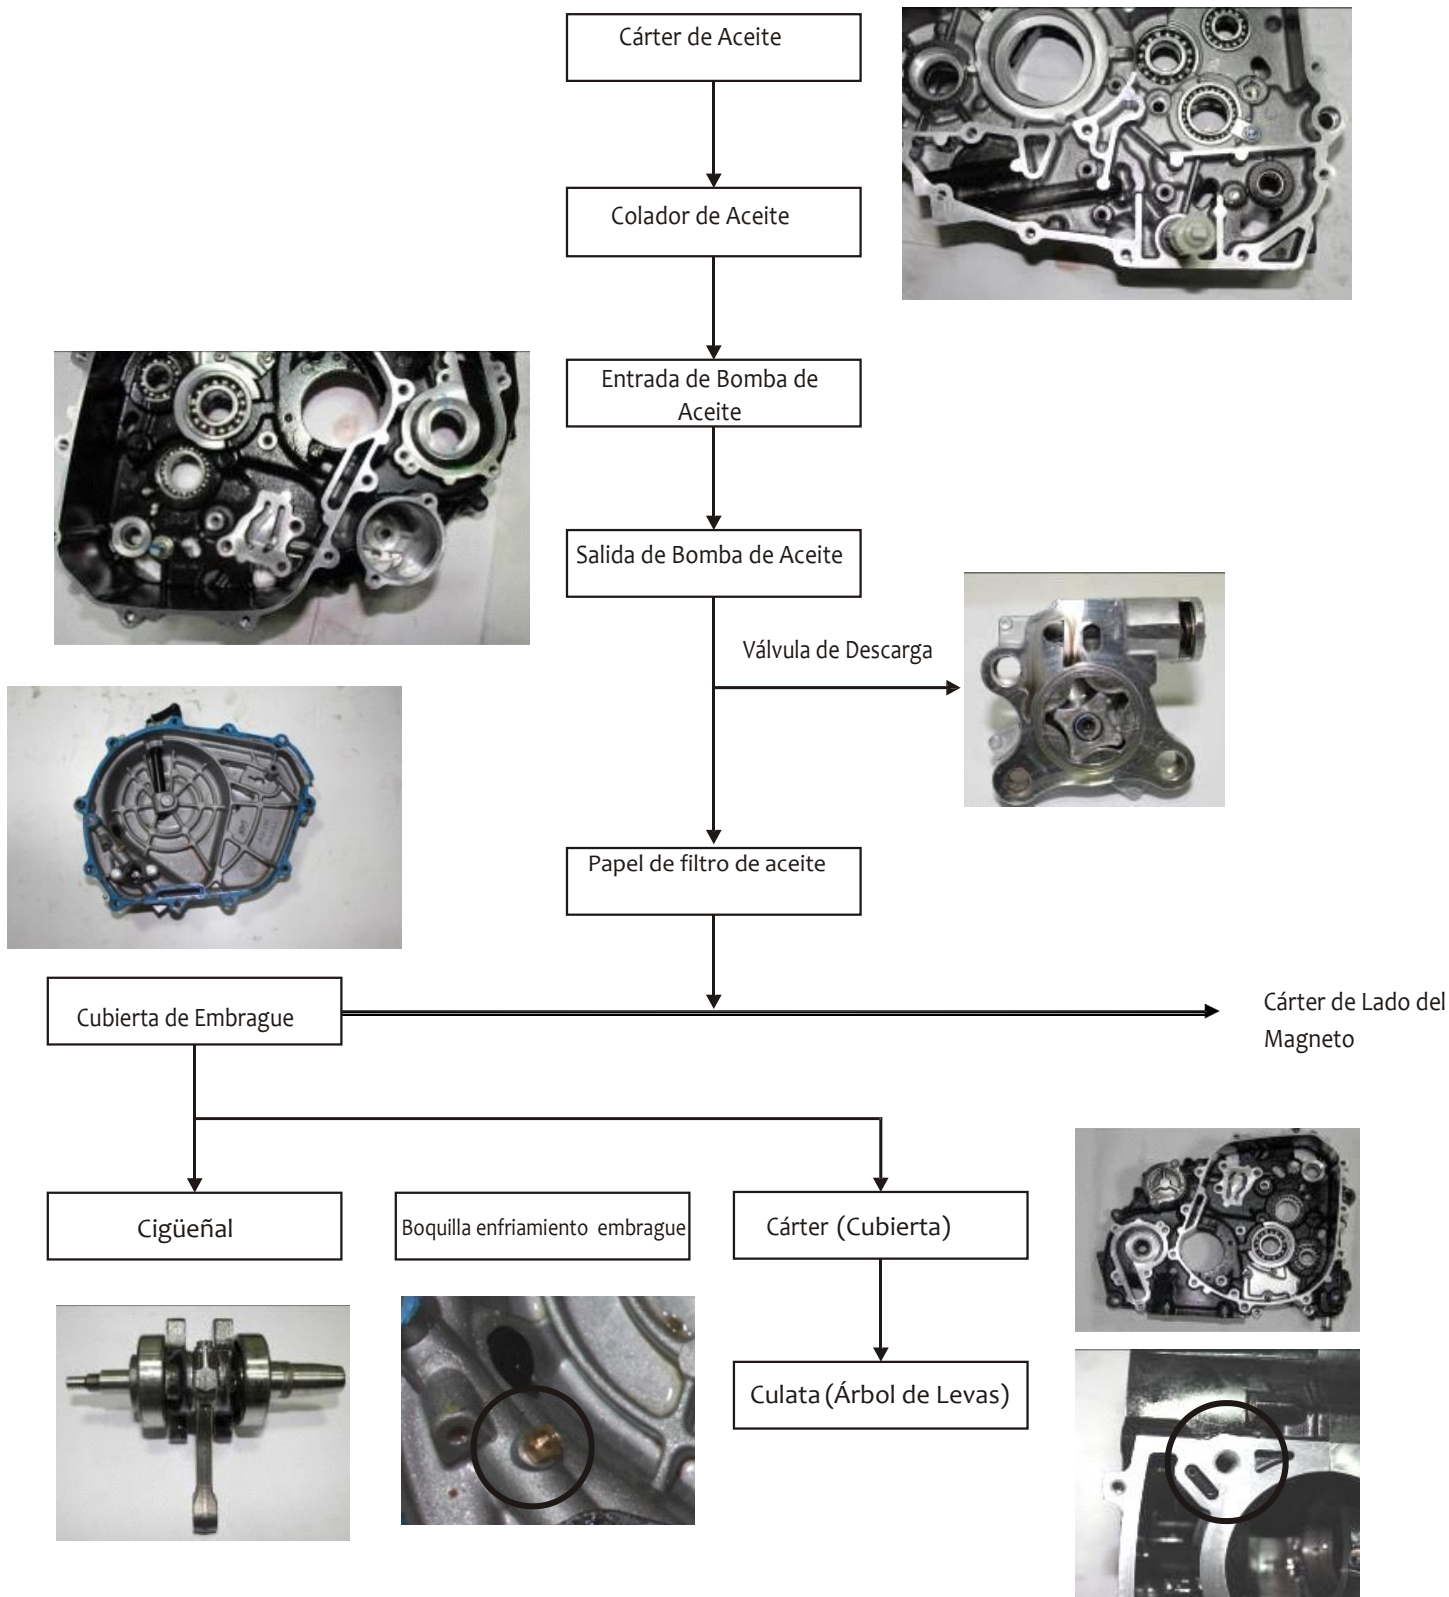 Cárter de Aceite
Colador de Aceite
Entrada de Bomba de
Aceite
Salida de Bomba de Aceite
Válvula de Descarga
Papel de filtro de aceite
Cubierta de Embrague
Cárter de Lado del
Magneto
Cigüeñal
Boquilla enfriamiento embrague
Cárter (Cubierta)
Culata (Árbol de Levas)